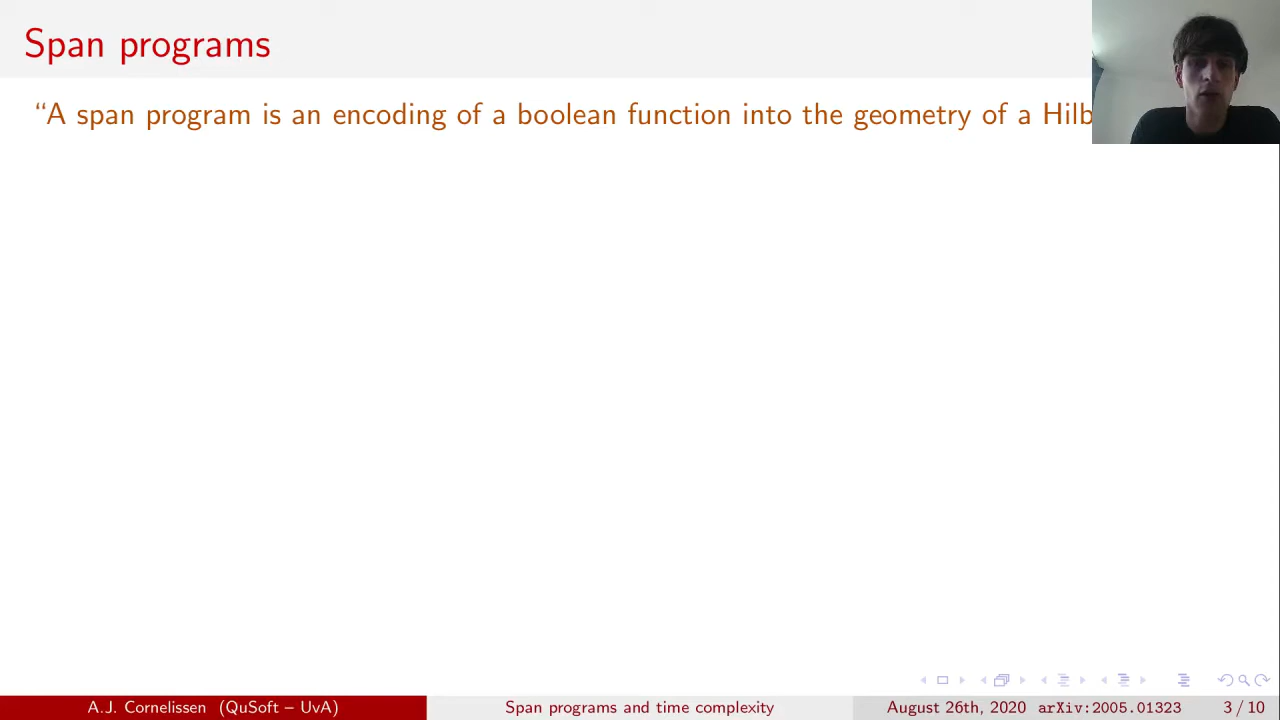 Span programs
“A span program is an encoding of a boolean function into the geometry of a
A.J. Cornelissen (QuSoft – UvA)
Span programs and time complexity
August 26th, 2020 arXiv:2005.01323
3 / 10